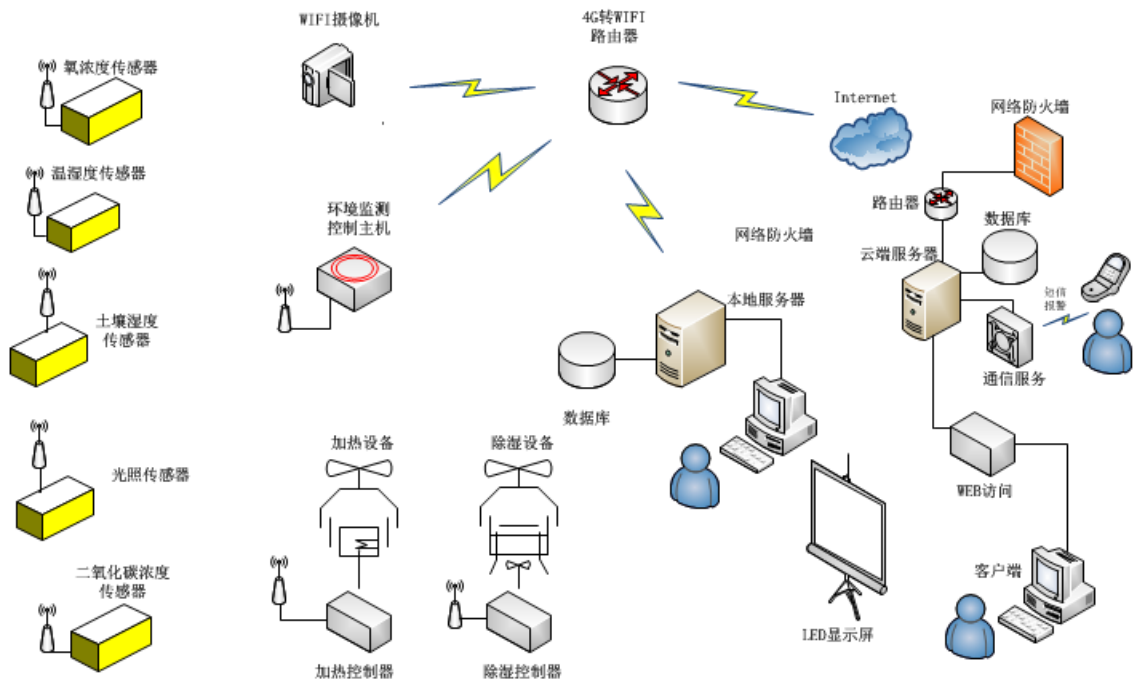 WIFI摄像机
4G转WIFI
路由器
氧浓度传感器
Internet
网络防火墙
温湿度传感器
环境监测
控制主机
路由器
数据库
网络防火墙
云端服务器
土壤湿度
传感器
本地服务器
短信
报警
通信服务
数据库
加热设备
除湿设备
光照传感器
WEB访问
二氧化碳浓度
传感器
客户端
LED显示屏
加热控制器
除湿控制器